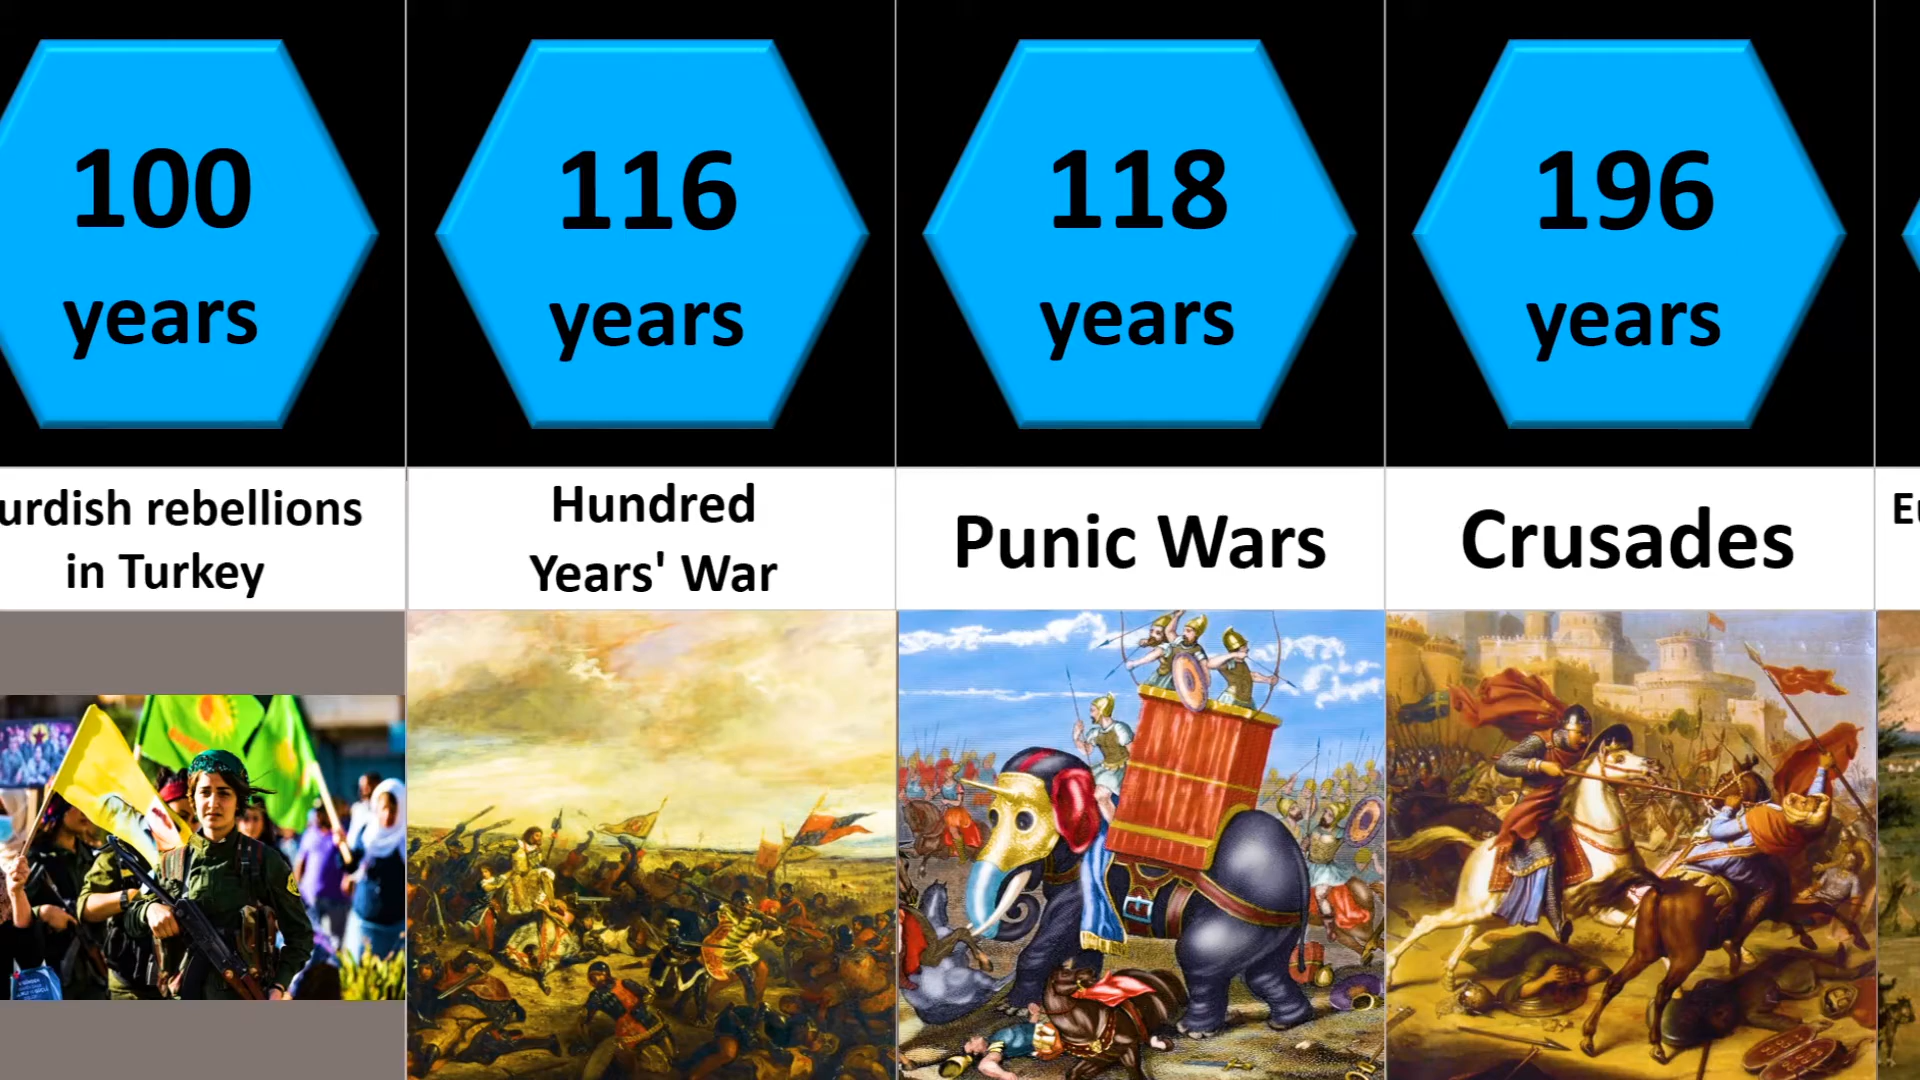 100
years
116
years
118
years
196
years
urdish rebellions
in Turkey
Hundred
Years' War
Punic Wars
Crusades